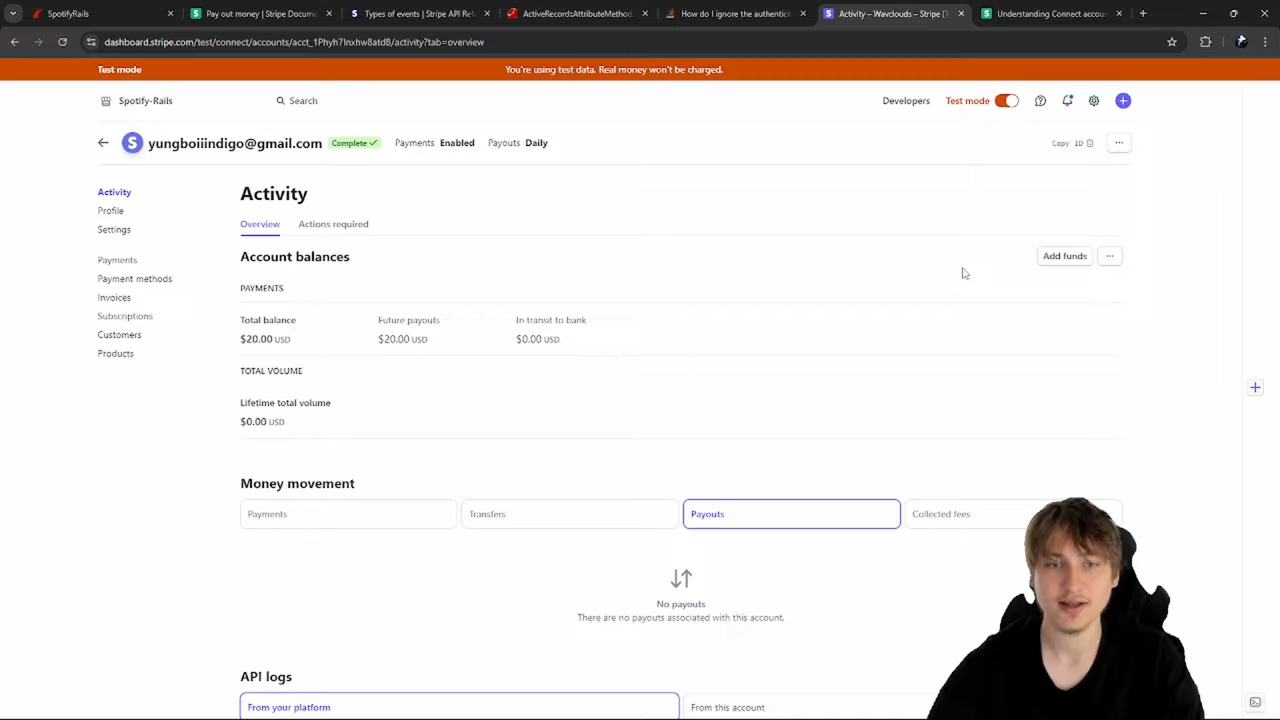 SpotifyRails
Pay out money | Stripe Docume
Types of events | Stripe API Re
ActiveRecord::AttributeMethod
How do I ignore the authenti
Activity – Wavclouds – Stripe [T
Understanding Connect accou
dashboard.stripe.com/test/connect/accounts/acct_1Phyh7Inxhw8atdB/activity?tab=overview
Test mode
You're using test data. Real money won't be charged.
Spotify-Rails
Search
Developers
Test mode
yungboiiindigo@gmail.com
Complete
Payments Enabled
Payouts Daily
Copy ID
Activity
Profile
Settings
Payments
Payment methods
Invoices
Subscriptions
Customers
Products
Activity
Overview
Actions required
Account balances
Add funds
PAYMENTS
Total balance
Future payouts
In transit to bank
$20.00 USD
$20.00 USD
$0.00 USD
TOTAL VOLUME
Lifetime total volume
$0.00 USD
Money movement
Payments
Transfers
Payouts
Collected fees
No payouts
There are no payouts associated with this account.
API logs
From your platform
From this account